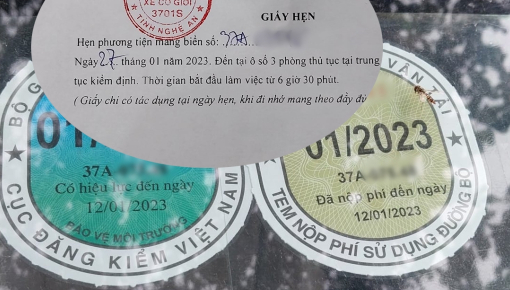 XE CƠ GIỚI
3701S
TỈNH NGHỆ AN
GIẤY HẸN
Hẹn phương tiện mang biển số: 37A
Ngày 27 tháng 01 năm 2023. Đến tại ô số 3 phòng thủ tục tại trung
tục kiểm định. Thời gian bắt đầu làm việc từ 6 giờ 30 phút.
( Giấy chỉ có tác dụng tại ngày hẹn, khi đi nhớ mang theo đầy đủ
BỘ G
01/
37A
Có hiệu lực đến ngày
12/01/2023
BẢO VỆ MÔI TRƯỜNG
CỤC ĐĂNG KIỂM VIỆT NAM
VẬN TẢI
01/2023
37A
Đã nộp phí đến ngày
12/01/2023
TEM NỘP PHÍ SỬ DỤNG ĐƯỜNG BỘ